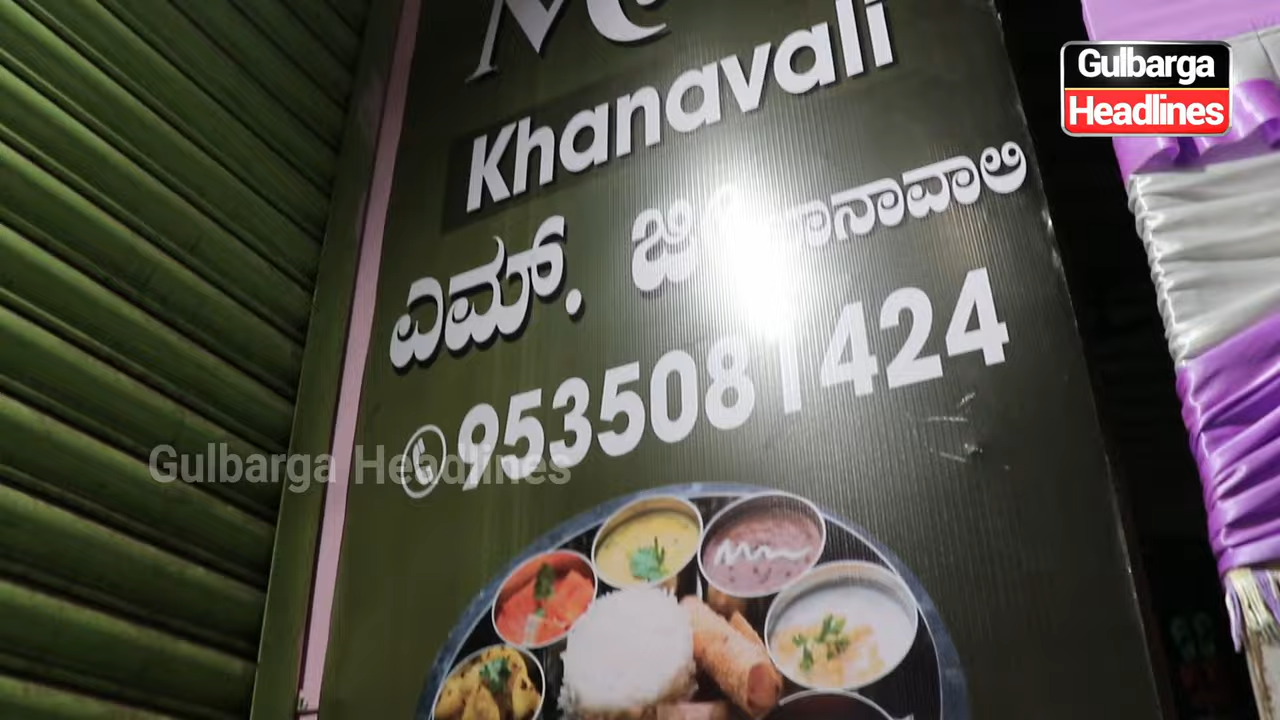 Gulbarga
Headlines
Khanavali
ಎಮ್. ಜಿ
9535081424
Gulbarga Headlines